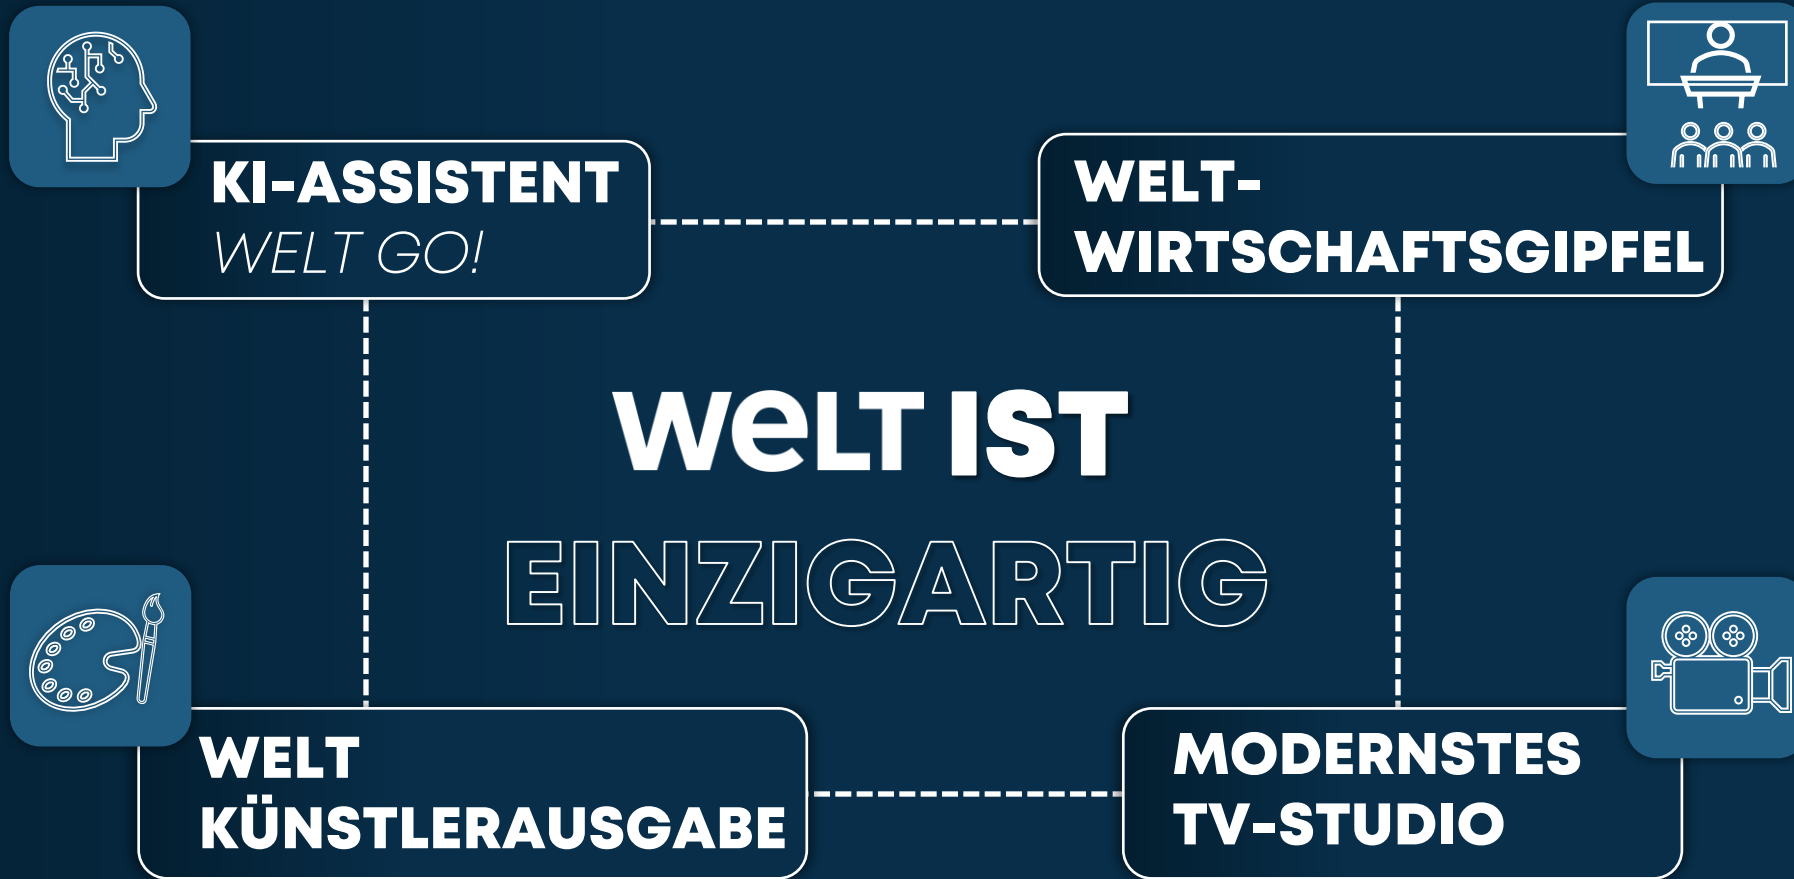 KI-ASSISTENT
WELT GO!
WELT-
WIRTSCHAFTSGIPFEL
WELT IST
EINZIGARTIG
WELT
KÜNSTLERAUSGABE
MODERNSTES
TV-STUDIO